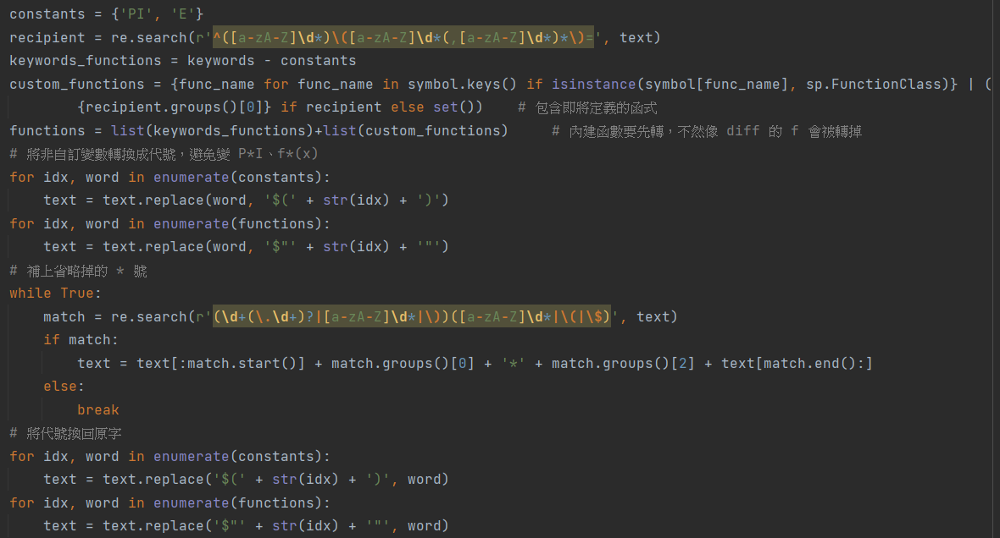 constants = {'PI', 'E'}
recipient = re.search(r'^([a-zA-Z]\d*)\([a-zA-Z]\d*(,[a-zA-Z]\d*)*\)=', text)
keywords_functions = keywords - constants
custom_functions = {func_name for func_name in symbol.keys() if isinstance(symbol[func_name], sp.FunctionClass)} | (
{recipient.groups()[0]} if recipient else set())    # 包含即將定義的函式
functions = list(keywords_functions)+list(custom_functions)     # 內建函數要先轉，不然像 diff 的 f 會被轉掉
# 將非自訂變數轉換成代號，避免變 P*I、f*(x)
for idx, word in enumerate(constants):
    text = text.replace(word, '$(' + str(idx) + ')')
for idx, word in enumerate(functions):
    text = text.replace(word, '$"' + str(idx) + '"')
# 補上省略掉的 * 號
while True:
    match = re.search(r'(\d+(\.\d+)?|[a-zA-Z]\d*|\))([a-zA-Z]\d*|\(|\$)', text)
    if match:
        text = text[:match.start()] + match.groups()[0] + '*' + match.groups()[2] + text[match.end():]
    else:
        break
# 將代號換回原字
for idx, word in enumerate(constants):
    text = text.replace('$(' + str(idx) + ')', word)
for idx, word in enumerate(functions):
    text = text.replace('$"' + str(idx) + '"', word)